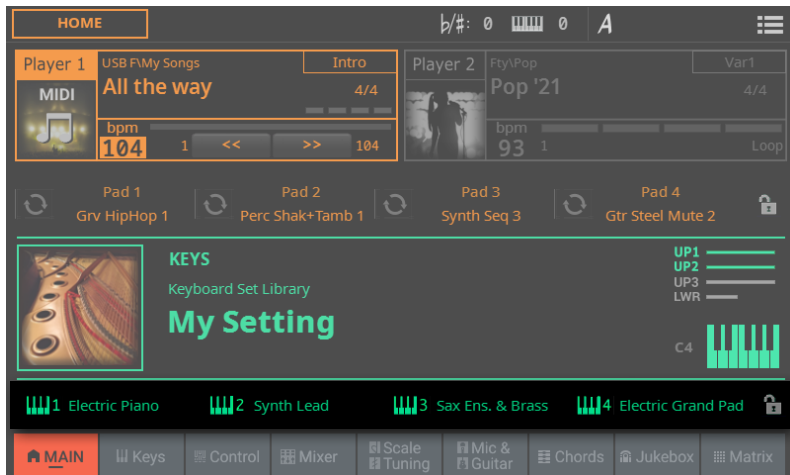 HOME
♭/♯: 0 0 A
Player 1 USB F\My Songs Intro
MIDI All the way 4/4
bpm
104 1 << >> 104
Player 2 Fty\Pop Var1
Pop '21 4/4
bpm
93 1 Loop
Pad 1 Pad 2 Pad 3 Pad 4
Grv HipHop 1 Perc Shak+Tamb 1 Synth Seq 3 Gtr Steel Mute 2
KEYS
Keyboard Set Library
My Setting
UP1
UP2
UP3
LWR
C4
1 Electric Piano 2 Synth Lead 3 Sax Ens. & Brass 4 Electric Grand Pad
MAIN Keys Control Mixer Scale Tuning Mic & Guitar Chords Jukebox Matrix